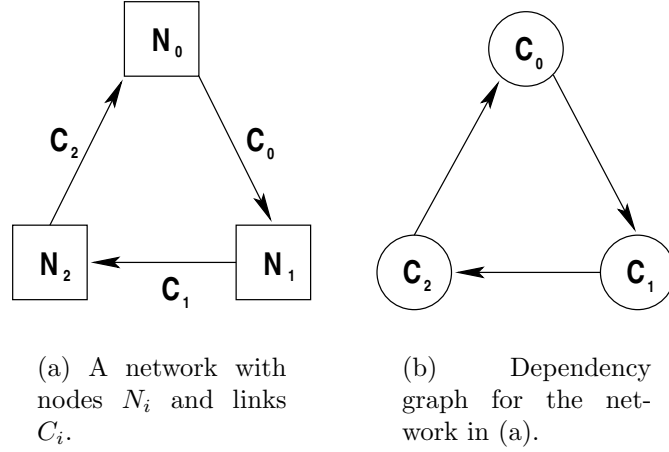 N₀
C₂
C₀
N₂
N₁
C₁
(a) A network with
nodes Nᵢ and links
Cᵢ.
C₀
C₂
C₁
(b) Dependency
graph for the net-
work in (a).